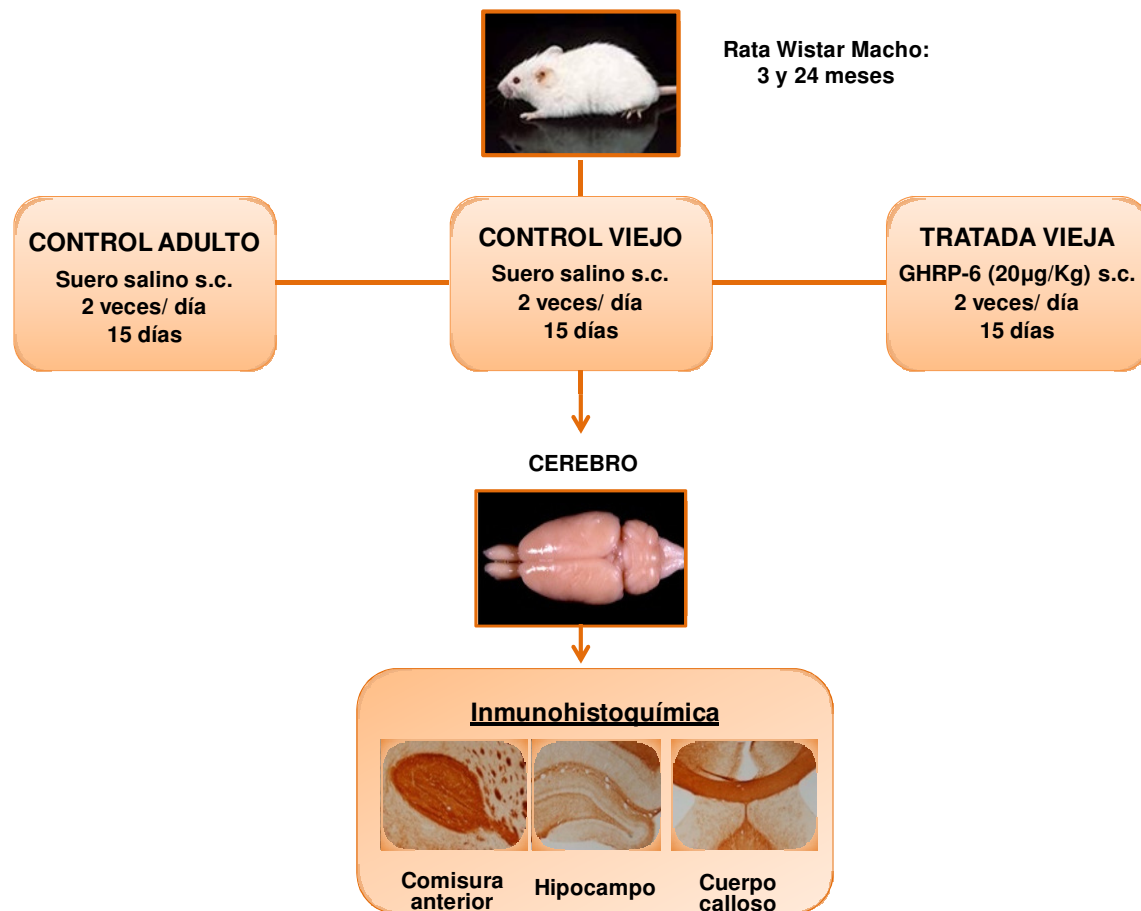 Rata Wistar Macho:
3 y 24 meses
CONTROL ADULTO
Suero salino s.c.
2 veces/ día
15 días
CONTROL VIEJO
Suero salino s.c.
2 veces/ día
15 días
TRATADA VIEJA
GHRP-6 (20µg/Kg) s.c.
2 veces/ día
15 días
CEREBRO
Inmunohistoquímica
Comisura
anterior
Hipocampo
Cuerpo
calloso